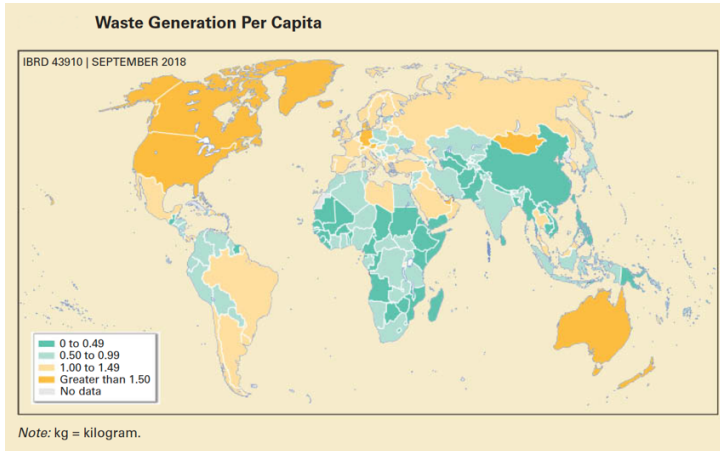 Waste Generation Per Capita
IBRD 43910 | SEPTEMBER 2018
0 to 0.49
0.50 to 0.99
1.00 to 1.49
Greater than 1.50
No data
Note: kg = kilogram.